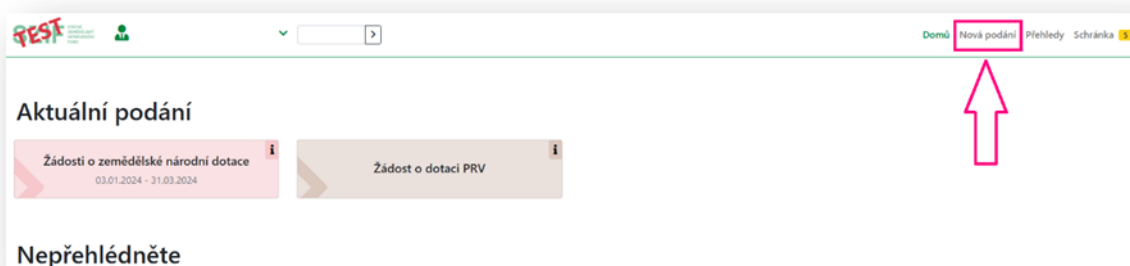 TEST
Domů Nová podání Přehledy Schránka 5
Aktuální podání
Žádosti o zemědělské národní dotace
03.01.2024 - 31.03.2024
i
Žádost o dotaci PRV
i
Nepřehlédněte